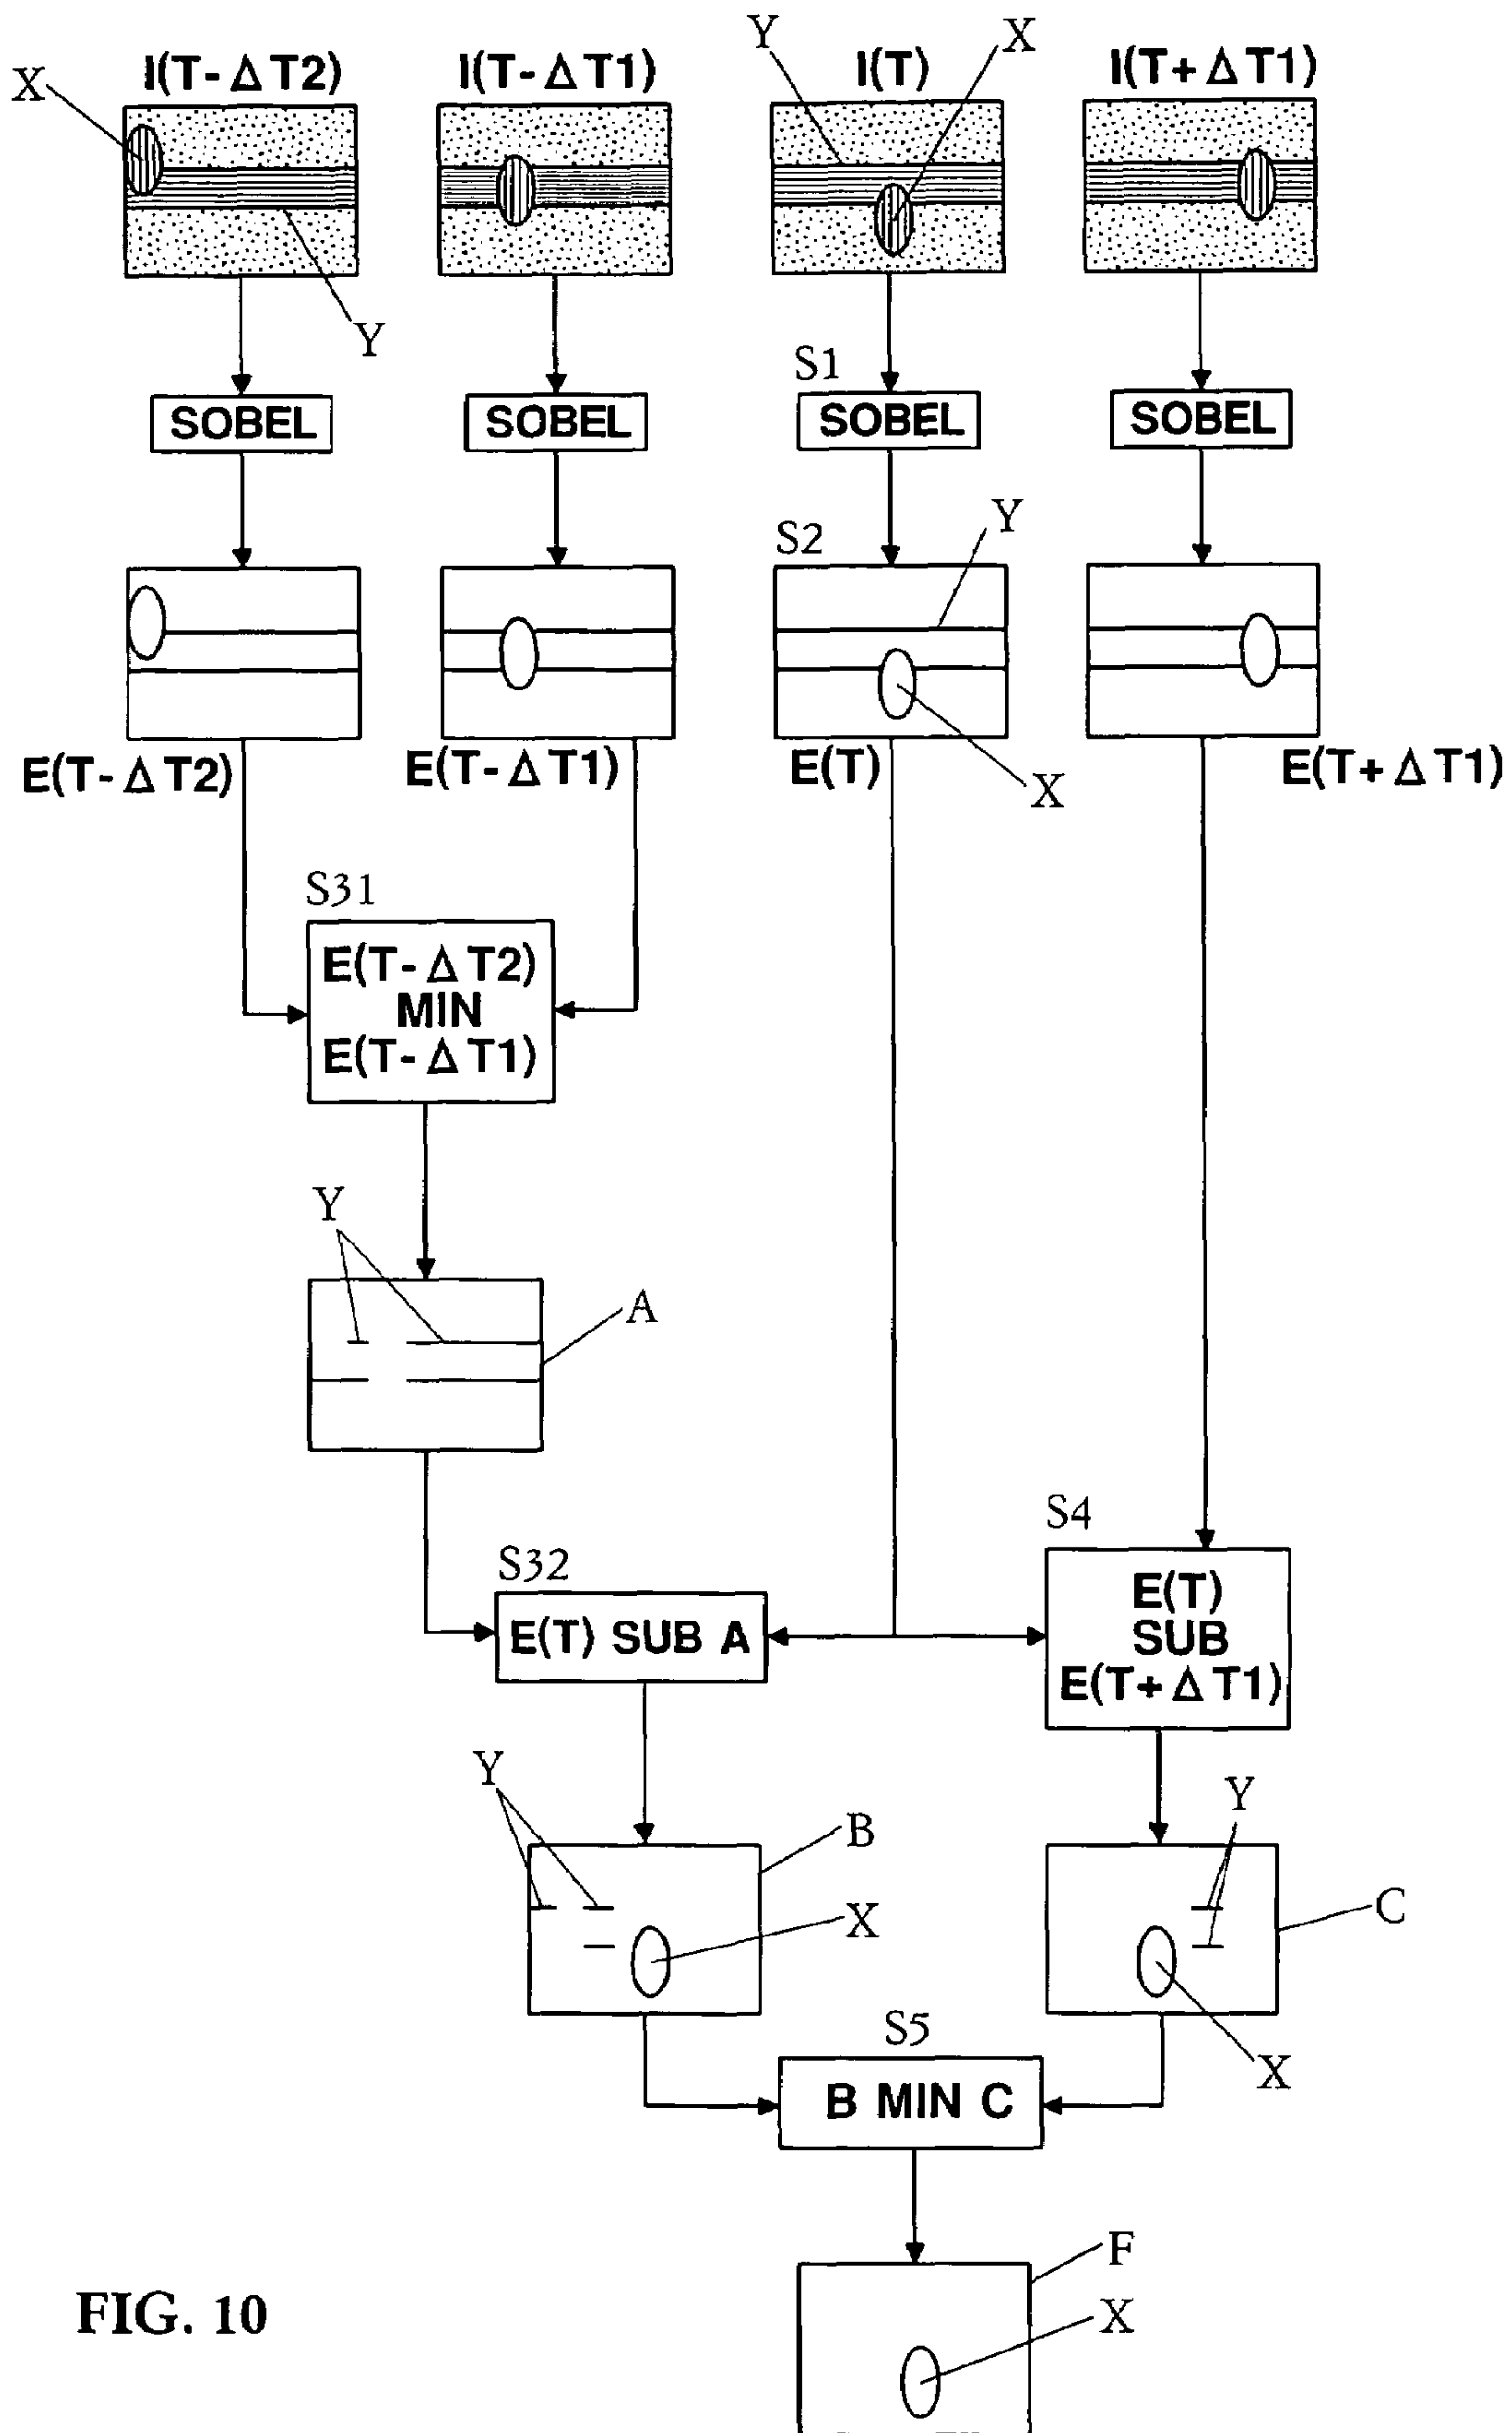 Y X
I(T-ΔT2) I(T-ΔT1) I(T) I(T+ΔT1)
X
Y
S1
SOBEL SOBEL SOBEL SOBEL
S2 Y
E(T-ΔT2) E(T-ΔT1) E(T) E(T+ΔT1)
X
S31
E(T-ΔT2)
MIN
E(T-ΔT1)
Y
A
S4
S32
E(T) SUB A
E(T)
SUB
E(T+ΔT1)
Y Y
B
X C
S5
X
B MIN C
F
X
FIG. 10